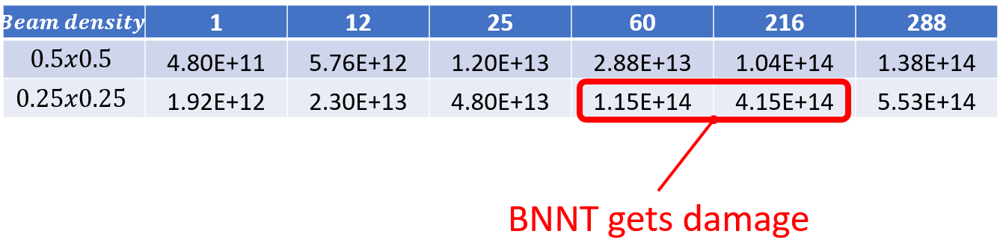 Beam density 1 12 25 60 216 288
0.5x0.5 4.80E+11 5.76E+12 1.20E+13 2.88E+13 1.04E+14 1.38E+14
0.25x0.25 1.92E+12 2.30E+13 4.80E+13 1.15E+14 4.15E+14 5.53E+14
BNNT gets damage